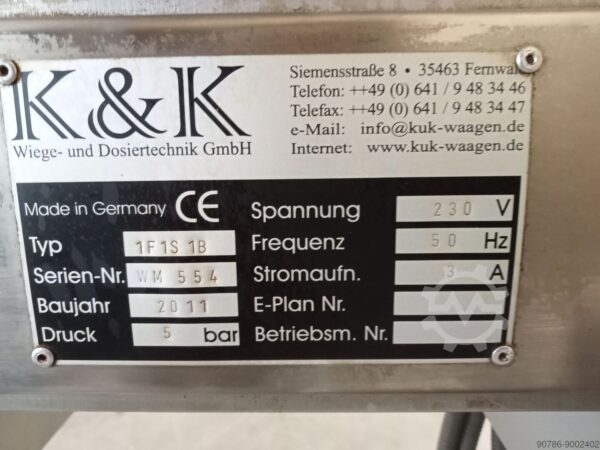 K&K
Wiege- und Dosiertechnik GmbH
Siemensstraße 8 • 35463 Fernwald
Telefon: ++49 (0) 641 / 9 48 34 46
Telefax: ++49 (0) 641 / 9 48 34 47
e-Mail: info@kuk-waagen.de
Internet: www.kuk-waagen.de
Made in Germany CE
Typ 1F1S 1B
Serien-Nr. WM 554
Baujahr 2011
Druck 5 bar
Spannung 230 V
Frequenz 50 Hz
Stromaufn. 3 A
E-Plan Nr.
Betriebsm. Nr.
90786-9002402